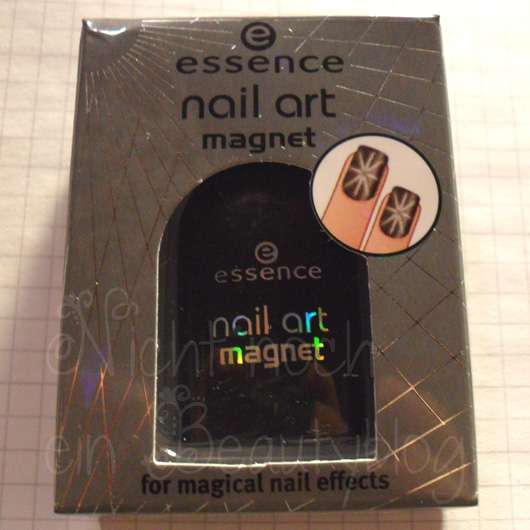 essence
nail art
magnet
essence
nail art
magnet
Nicht noch
ein Beautyblog
for magical nail effects